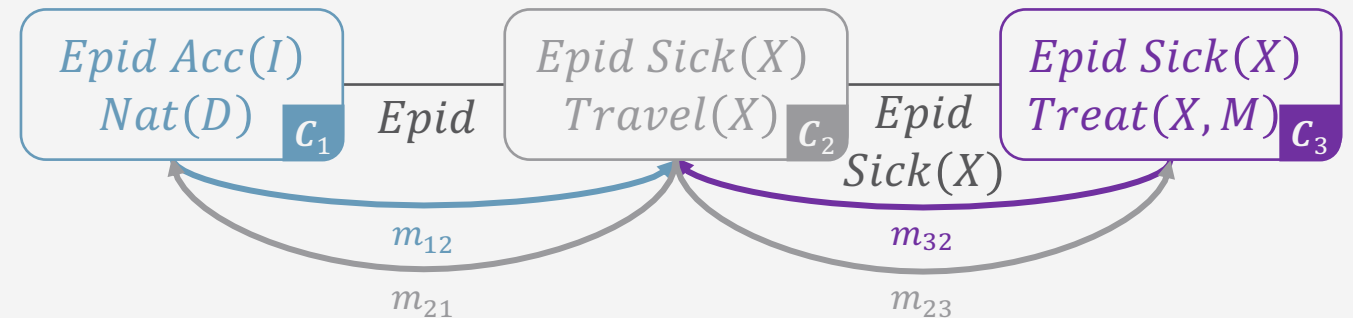 Epid Acc(I)
Nat(D)
C₁
Epid
Epid Sick(X)
Travel(X)
C₂
Epid
Sick(X)
Epid Sick(X)
Treat(X, M)
C₃
m₁₂
m₂₁
m₃₂
m₂₃